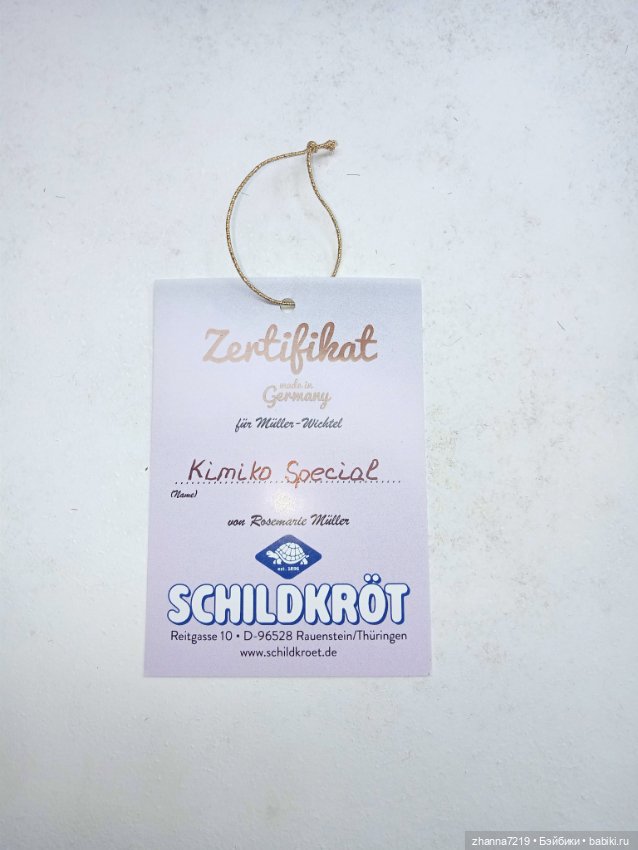 Zertifikat
made in
Germany
für Müller-Wichtel
Kimiko Special
(Name)
von Rosemarie Müller
est. 1896
SCHILDKRÖT
Reitgasse 10 • D-96528 Rauenstein/Thüringen
www.schildkroet.de
zhanna7219 • Бэйбики • babiki.ru